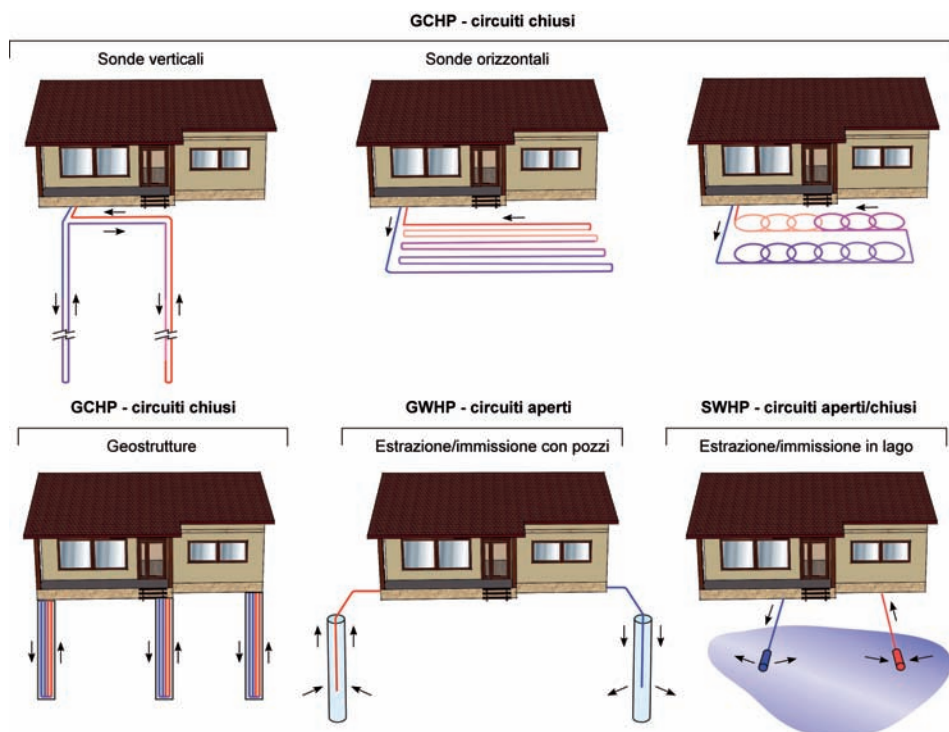 GCHP - circuiti chiusi
Sonde verticali
Sonde orizzontali
GCHP - circuiti chiusi
GWHP - circuiti aperti
SWHP - circuiti aperti/chiusi
Geostrutture
Estrazione/immissione con pozzi
Estrazione/immissione in lago